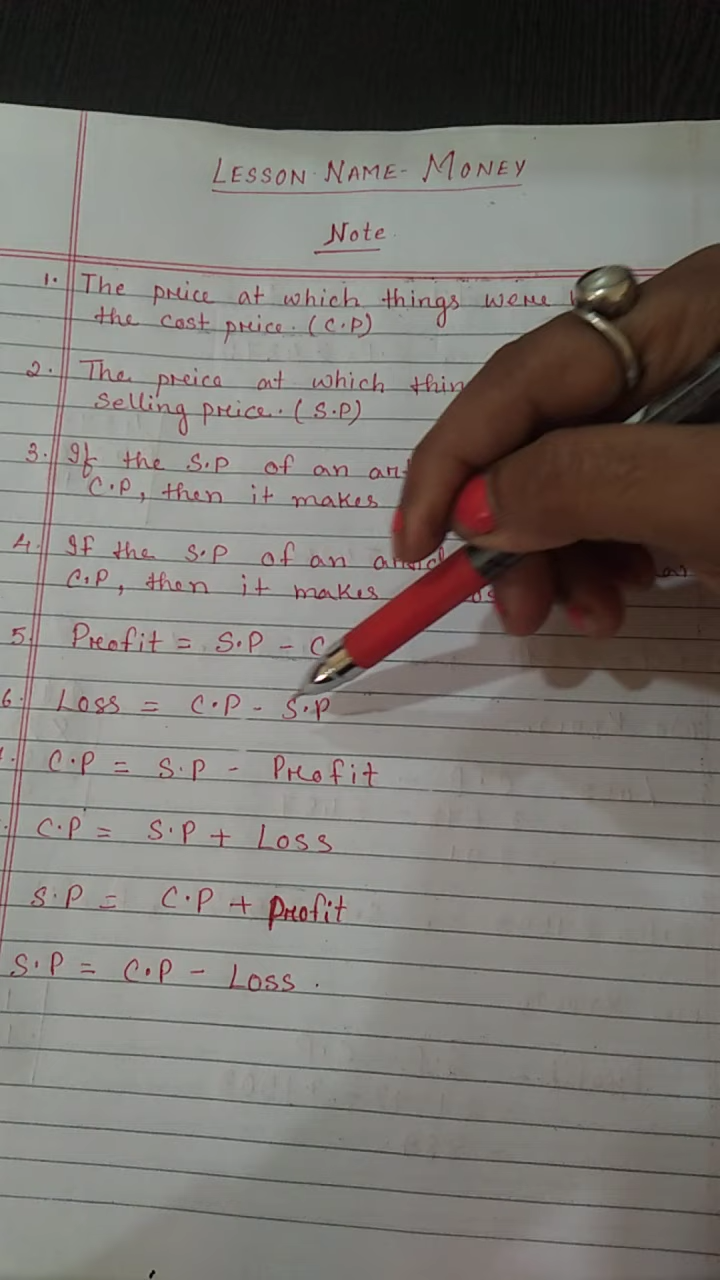 LESSON NAME- MONEY
Note
1. The price at which things were
the cost price. (C.P)
2. The price at which
Selling price. (S.P)
3. If the S.P of an
C.P, then it makes
4. If the S.P of an
C.P, then it makes
5. Profit = S.P - C
6. Loss = C.P - S.P
C.P = S.P - Profit
C.P = S.P + Loss
S.P = C.P + Profit
S.P = C.P - Loss.